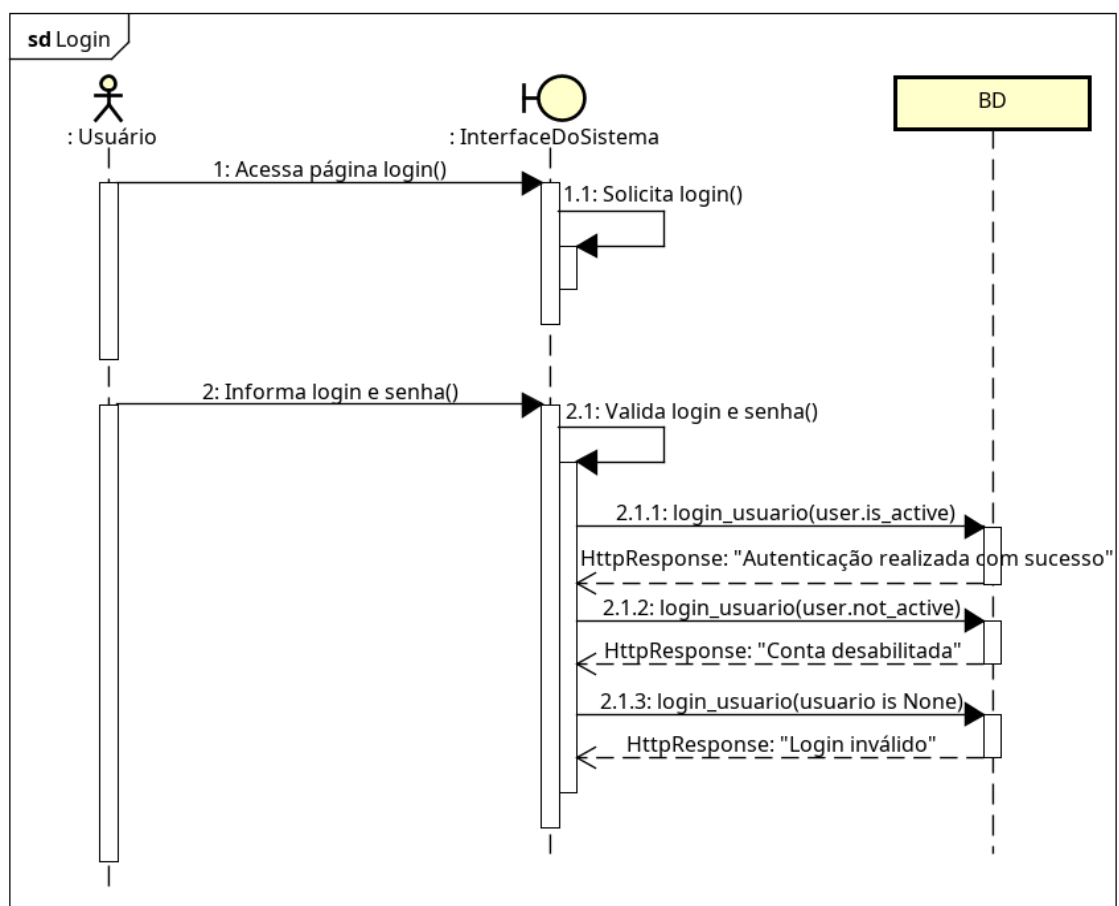 sd Login
: Usuário
: InterfaceDoSistema
BD
1: Acessa página login()
1.1: Solicita login()
2: Informa login e senha()
2.1: Valida login e senha()
2.1.1: login_usuario(user.is_active)
HttpResponse: "Autenticação realizada com sucesso"
2.1.2: login_usuario(user.not_active)
HttpResponse: "Conta desabilitada"
2.1.3: login_usuario(usuario is None)
HttpResponse: "Login inválido"